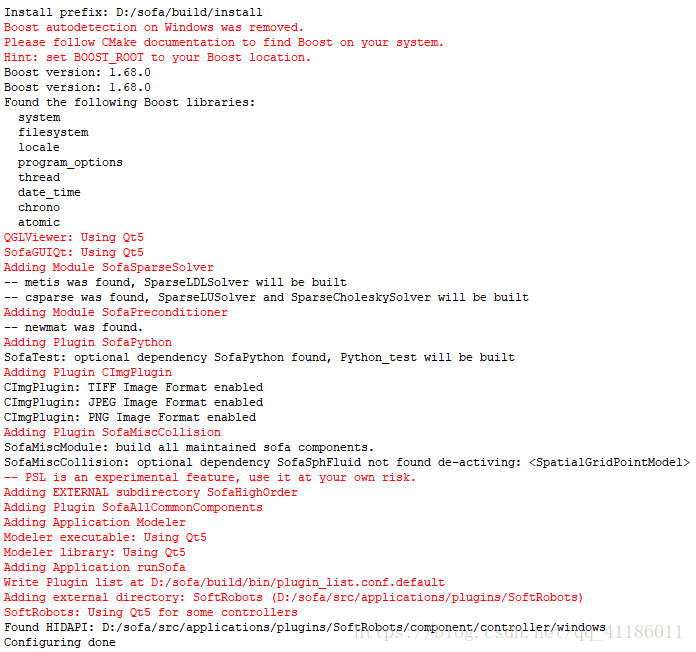 Install prefix: D:/sofa/build/install
Boost autodetection on Windows was removed.
Please follow CMake documentation to find Boost on your system.
Hint: set BOOST_ROOT to your Boost location.
Boost version: 1.68.0
Boost version: 1.68.0
Found the following Boost libraries:
  system
  filesystem
  locale
  program_options
  thread
  date_time
  chrono
  atomic
QGLViewer: Using Qt5
SofaGUIQt: Using Qt5
Adding Module SofaSparseSolver
-- metis was found, SparseLDLSolver will be built
-- csparse was found, SparseLUSolver and SparseCholeskySolver will be built
Adding Module SofaPreconditioner
-- newmat was found.
Adding Plugin SofaPython
SofaTest: optional dependency SofaPython found, Python_test will be built
Adding Plugin CImgPlugin
CImgPlugin: TIFF Image Format enabled
CImgPlugin: JPEG Image Format enabled
CImgPlugin: PNG Image Format enabled
Adding Plugin SofaMiscCollision
SofaMiscModule: build all maintained sofa components.
SofaMiscCollision: optional dependency SofaSphFluid not found de-activing: <SpatialGridPointModel>
-- PSL is an experimental feature, use it at your own risk.
Adding EXTERNAL subdirectory SofaHighOrder
Adding Plugin SofaAllCommonComponents
Adding Application Modeler
Modeler executable: Using Qt5
Modeler library: Using Qt5
Adding Application runSofa
Write Plugin list at D:/sofa/build/bin/plugin_list.conf.default
Adding external directory: SoftRobots (D:/sofa/src/applications/plugins/SoftRobots)
SoftRobots: Using Qt5 for some controllers
Found HIDAPI: D:/sofa/src/applications/plugins/SoftRobots/component/controller/windows
https://blog.csdn.net/qq_41186011
Configuring done